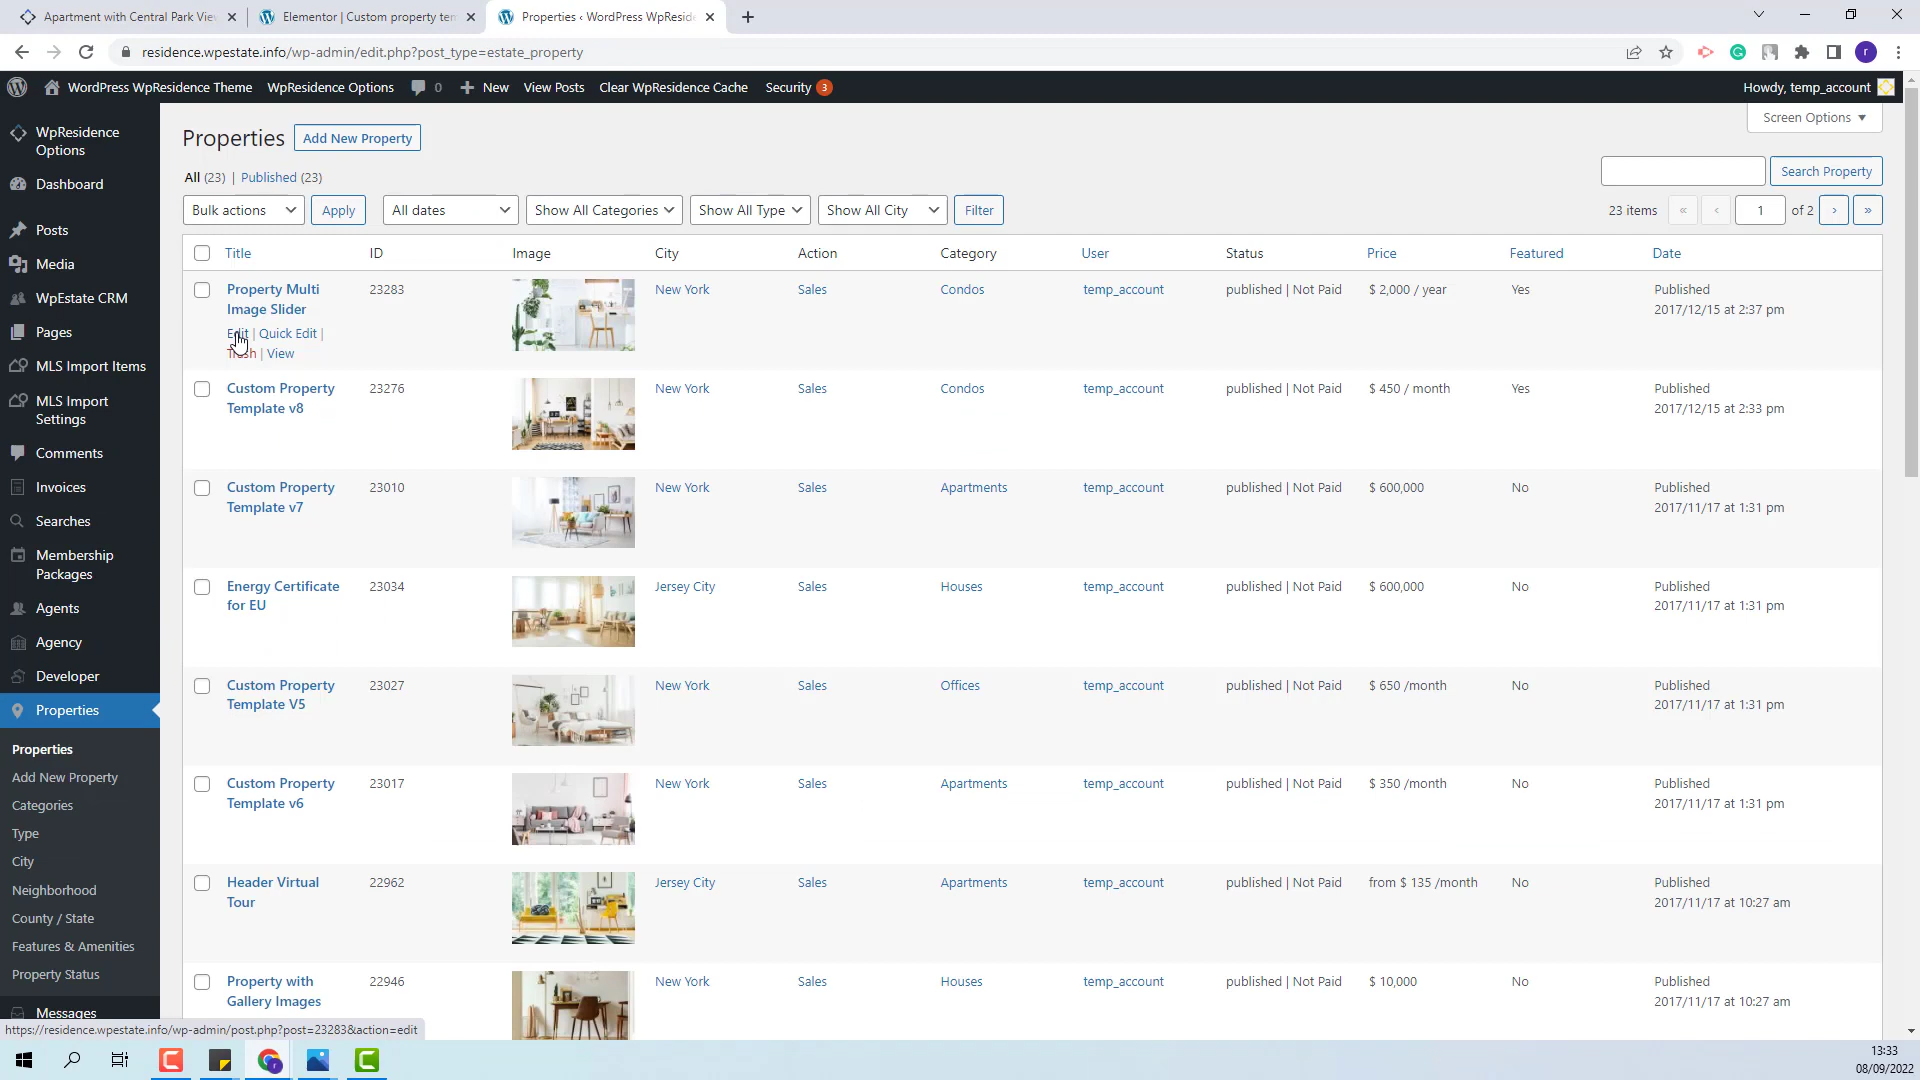 Apartment with Central Park Vie
Elementor | Custom property tem
Properties ‹ WordPress WpReside
residence.wpestate.info/wp-admin/edit.php?post_type=estate_property
r
WordPress WpResidence Theme
WpResidence Options
0
New
View Posts
Clear WpResidence Cache
Security 3
Howdy, temp_account
WpResidence Options
Dashboard
Posts
Media
WpEstate CRM
Pages
MLS Import Items
MLS Import Settings
Comments
Invoices
Searches
Membership Packages
Agents
Agency
Developer
Properties
Properties
Add New Property
Categories
Type
City
Neighborhood
County / State
Features & Amenities
Property Status
Messages
Properties
Add New Property
Screen Options
All (23) | Published (23)
Search Property
Bulk actions
Apply
All dates
Show All Categories
Show All Type
Show All City
Filter
23 items « ‹ 1 of 2 › »
Title ID Image City Action Category User Status Price Featured Date
Property Multi Image Slider 23283 New York Sales Condos temp_account published | Not Paid $ 2,000 / year Yes Published 2017/12/15 at 2:37 pm
Edit | Quick Edit |
Trash | View
Custom Property Template v8 23276 New York Sales Condos temp_account published | Not Paid $ 450 / month Yes Published 2017/12/15 at 2:33 pm
Custom Property Template v7 23010 New York Sales Apartments temp_account published | Not Paid $ 600,000 No Published 2017/11/17 at 1:31 pm
Energy Certificate for EU 23034 Jersey City Sales Houses temp_account published | Not Paid $ 600,000 No Published 2017/11/17 at 1:31 pm
Custom Property Template V5 23027 New York Sales Offices temp_account published | Not Paid $ 650 /month No Published 2017/11/17 at 1:31 pm
Custom Property Template v6 23017 New York Sales Apartments temp_account published | Not Paid $ 350 /month No Published 2017/11/17 at 1:31 pm
Header Virtual Tour 22962 Jersey City Sales Apartments temp_account published | Not Paid from $ 135 /month No Published 2017/11/17 at 10:27 am
Property with Gallery Images 22946 New York Sales Houses temp_account published | Not Paid $ 10,000 No Published 2017/11/17 at 10:27 am
https://residence.wpestate.info/wp-admin/post.php?post=23283&action=edit
13:33
08/09/2022